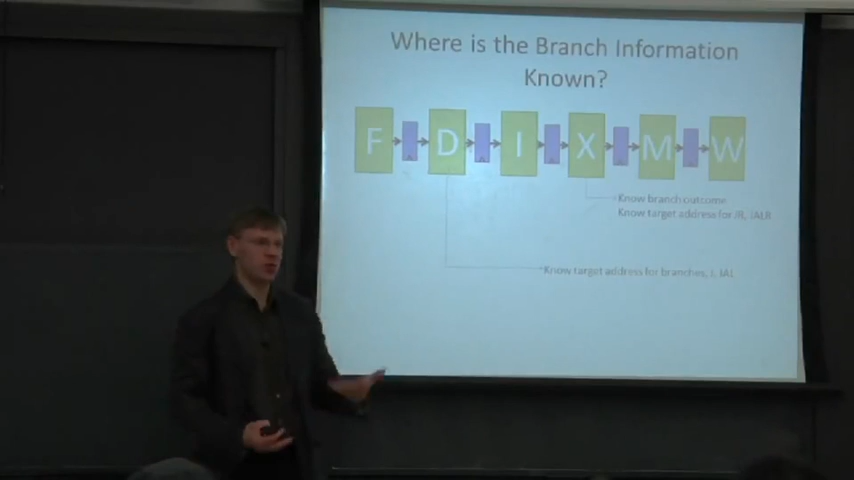 Where is the Branch Information
Known?
F D I X M W
Know branch outcome
Know target address for JR, JALR
Know target address for branches, J, JAL